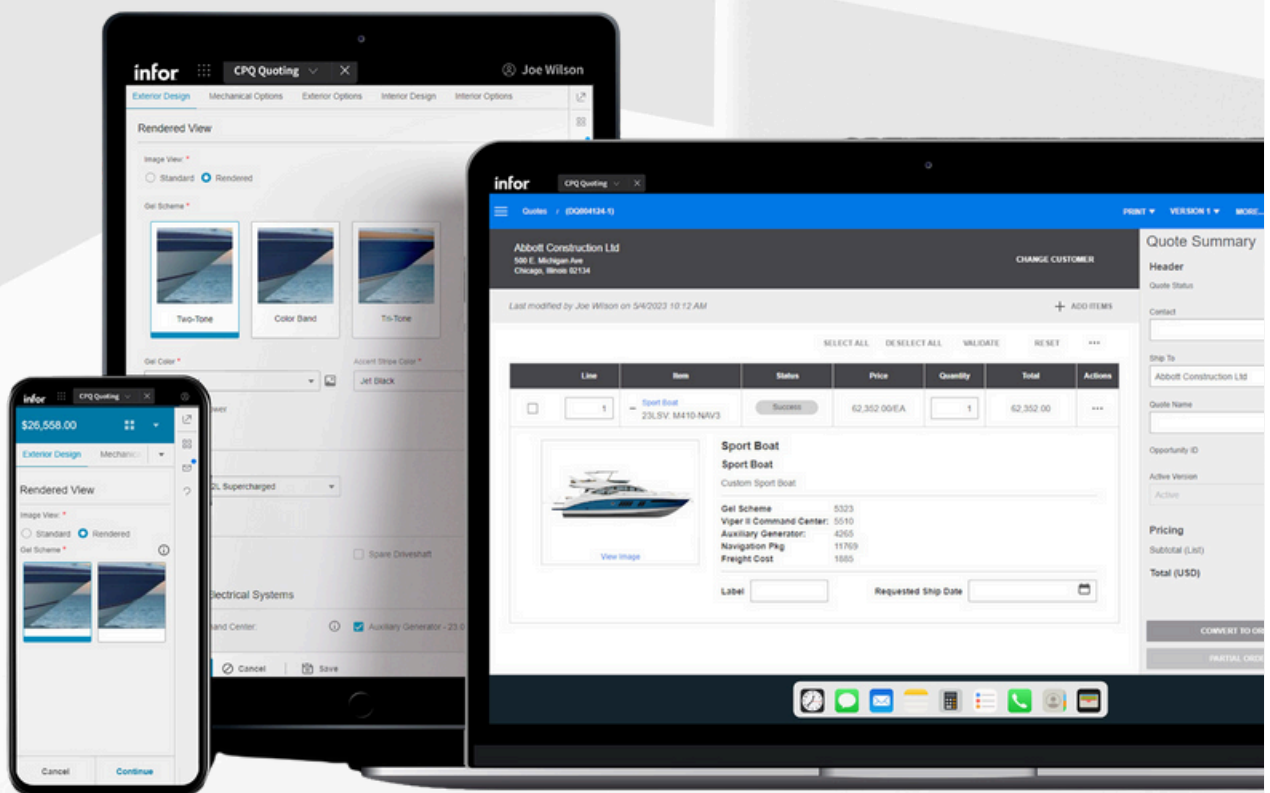 infor CPQ Quoting Joe Wilson
Exterior Design Mechanical Options Exterior Options Interior Design Interior Options
Rendered View
Image View: *
Standard Rendered
Gel Scheme *
Two-Tone Color Band Tri-Tone
Gel Color * Accent Stripe Color *
Jet Black
2L Supercharged
Spare Driveshaft
Electrical Systems
and Center: Auxiliary Generator - 23.0
Cancel Save
infor CPQ Quoting
$26,558.00
Exterior Design Mechanic
Rendered View
Image View: *
Standard Rendered
Gel Scheme *
Cancel Continue
infor CPQ Quoting
Quotes / (DQ004124-1) PRINT VERSION 1 MORE...
Abbott Construction Ltd
500 E. Michigan Ave
Chicago, Illinois 02134
CHANGE CUSTOMER
Last modified by Joe Wilson on 5/4/2023 10:12 AM
ADD ITEMS
SELECT ALL DESELECT ALL VALIDATE RESET
Line Item Status Price Quantity Total Actions
1 Sport Boat Success 62,352.00/EA 1 62,352.00
23LSV: M410-NAV3
View Image
Sport Boat
Sport Boat
Custom Sport Boat
Gel Scheme 5323
Viper II Command Center: 5510
Auxiliary Generator: 4265
Navigation Pkg 11769
Freight Cost 1885
Label Requested Ship Date
Quote Summary
Header
Quote Status
Contact
Ship To
Abbott Construction Ltd
Quote Name
Opportunity ID
Active Version
Active
Pricing
Subtotal (List)
Total (USD)
CONVERT TO OR
PARTIAL ORDE